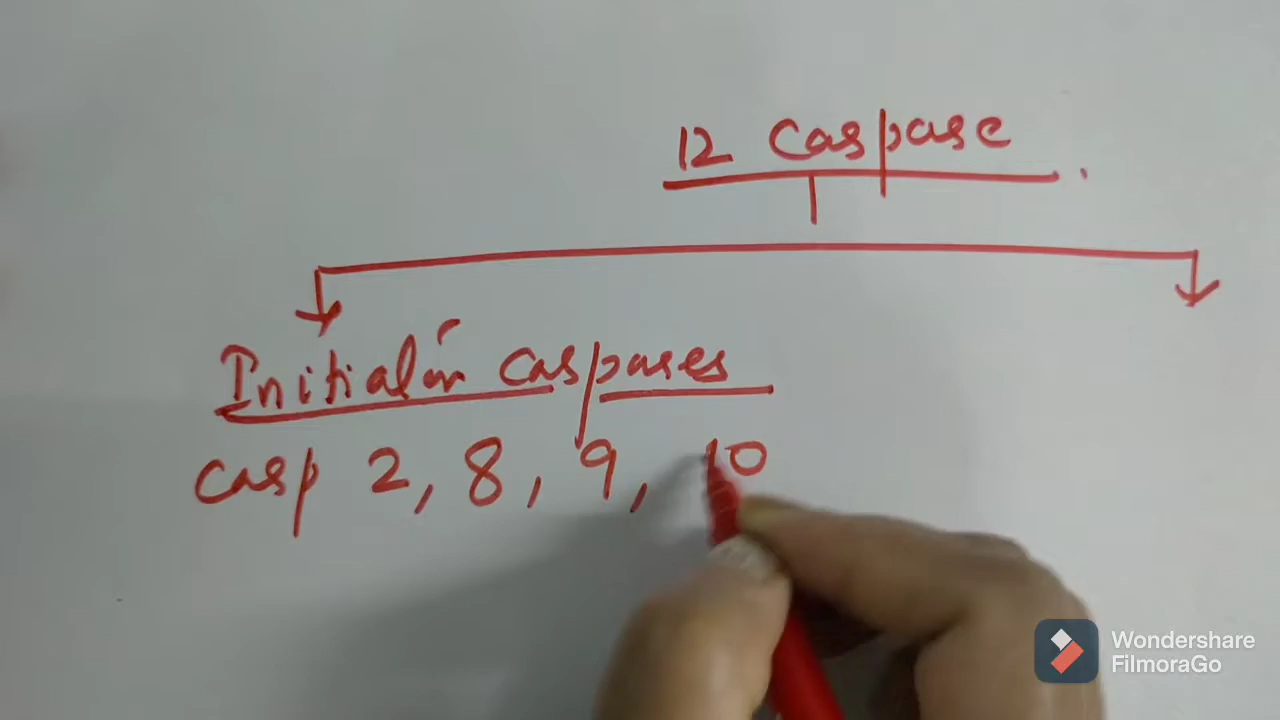 12 Caspase
Initiator Caspases
Casp 2, 8, 9, 10
Wondershare
FilmoraGo